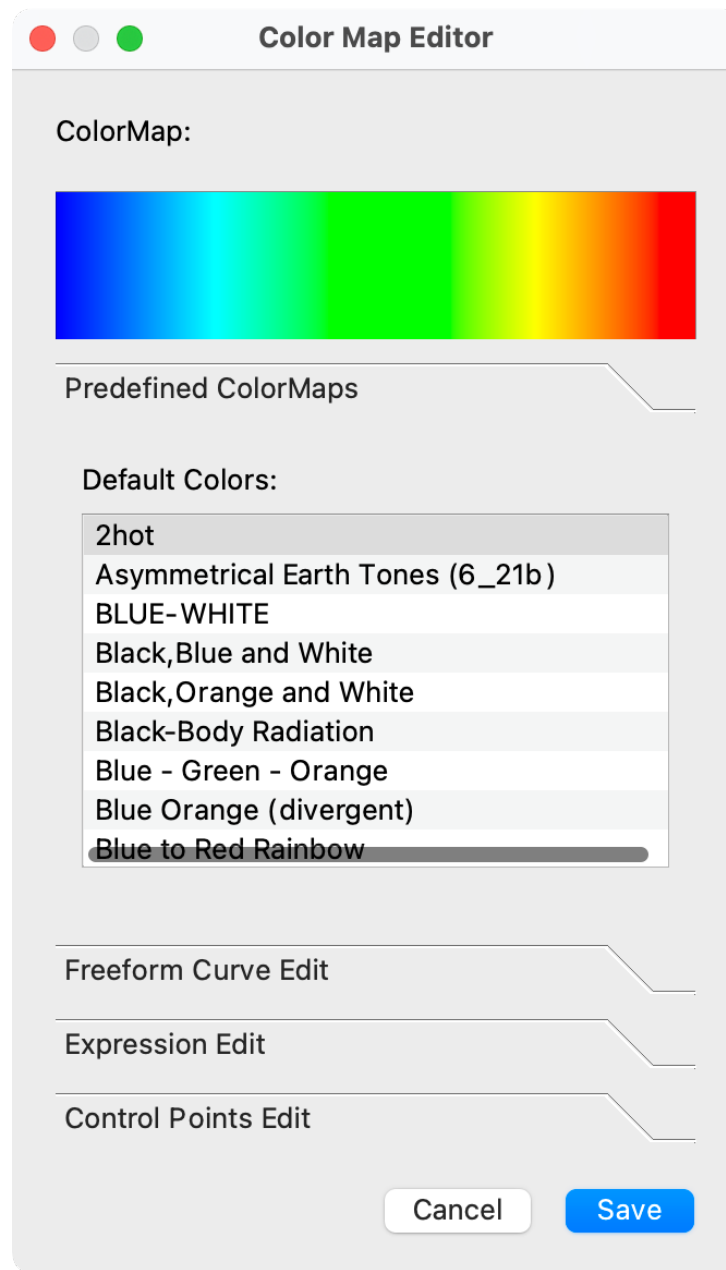 Color Map Editor
ColorMap:
Predefined ColorMaps
Default Colors:
2hot
Asymmetrical Earth Tones (6_21b)
BLUE-WHITE
Black,Blue and White
Black,Orange and White
Black-Body Radiation
Blue - Green - Orange
Blue Orange (divergent)
Blue to Red Rainbow
Freeform Curve Edit
Expression Edit
Control Points Edit
Cancel
Save